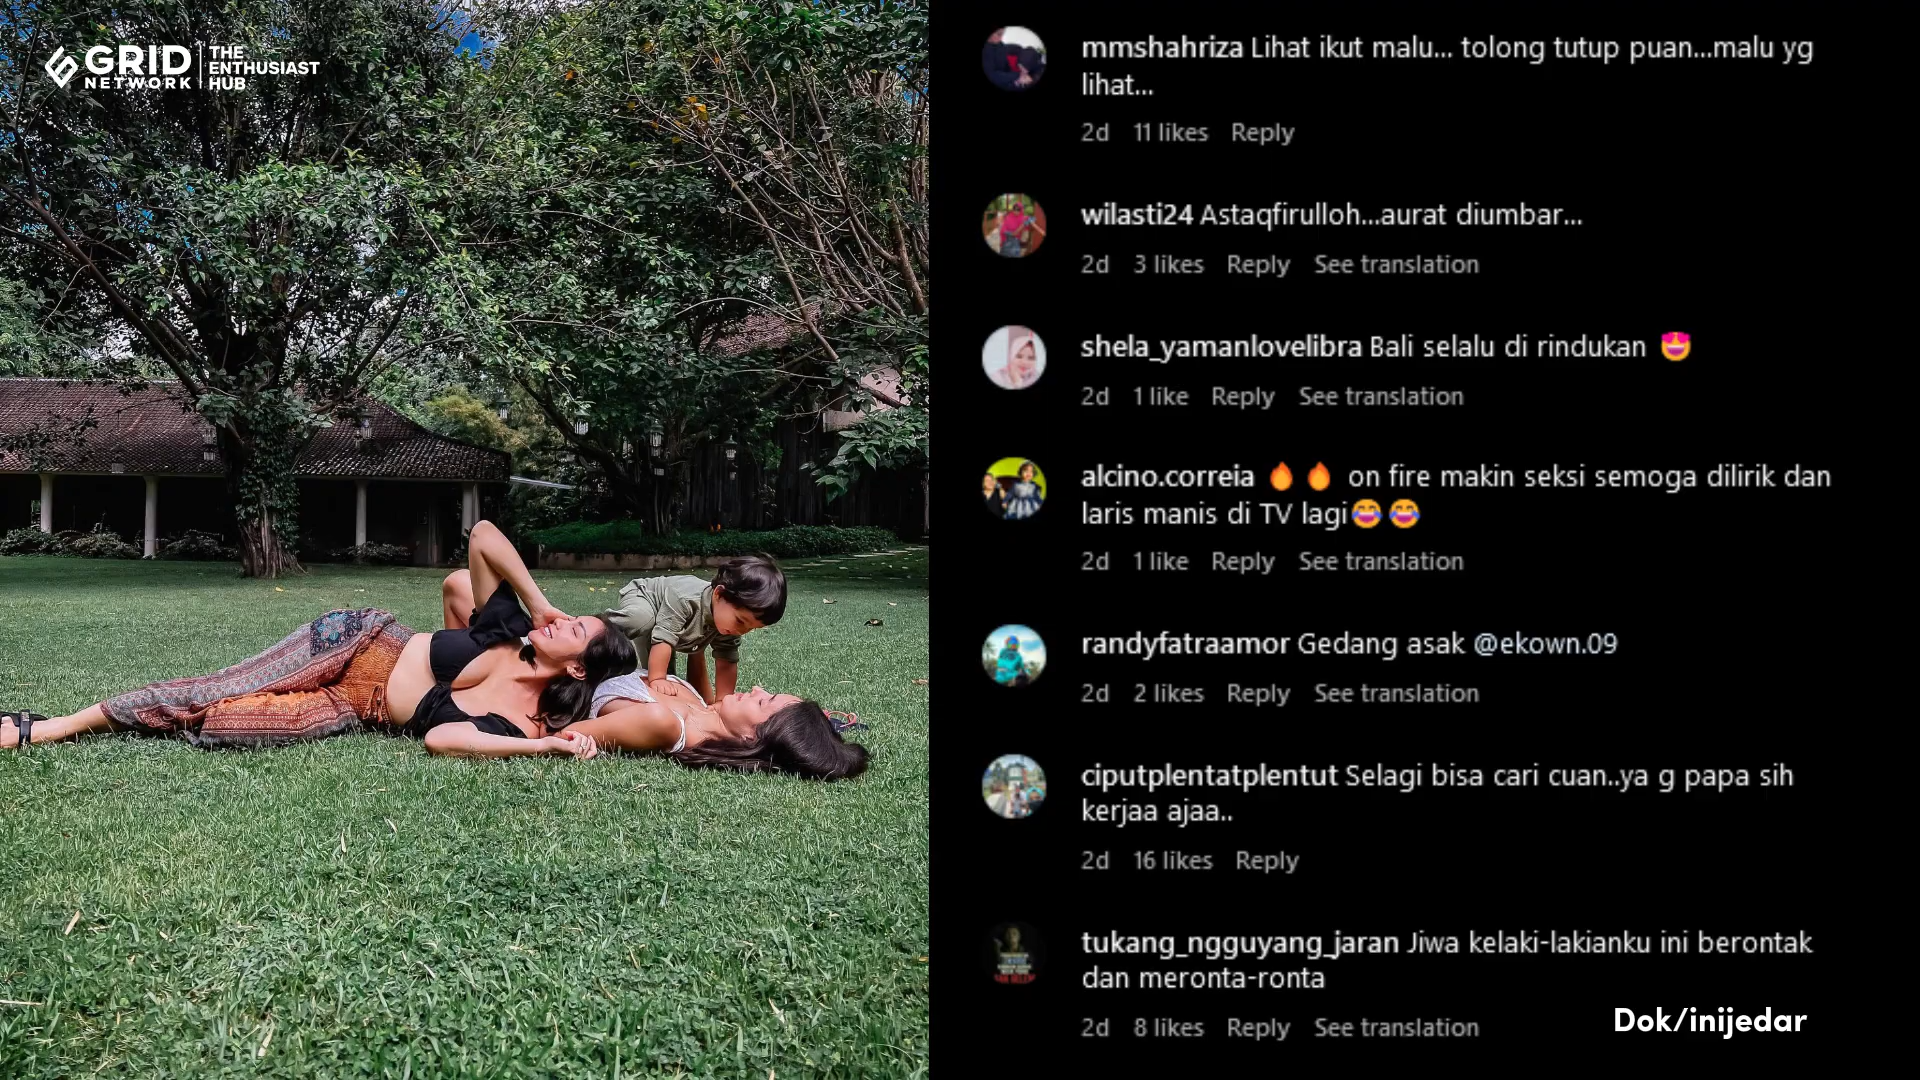 GRID
NETWORK
THE
ENTHUSIAST
HUB
mmshahriza Lihat ikut malu... tolong tutup puan...malu yg
lihat...
2d 11 likes Reply
wilasti24 Astaqfirulloh...aurat diumbar...
2d 3 likes Reply See translation
shela_yamanlovelibra Bali selalu di rindukan 😍
2d 1 like Reply See translation
alcino.correia 🔥🔥 on fire makin seksi semoga dilirik dan
laris manis di TV lagi😂😂
2d 1 like Reply See translation
randyfatraamor Gedang asak @ekown.09
2d 2 likes Reply See translation
ciputplentatplentut Selagi bisa cari cuan..ya g papa sih
kerjaa ajaa..
2d 16 likes Reply
tukang_ngguyang_jaran Jiwa kelaki-lakianku ini berontak
dan meronta-ronta
2d 8 likes Reply See translation
Dok/inijedar